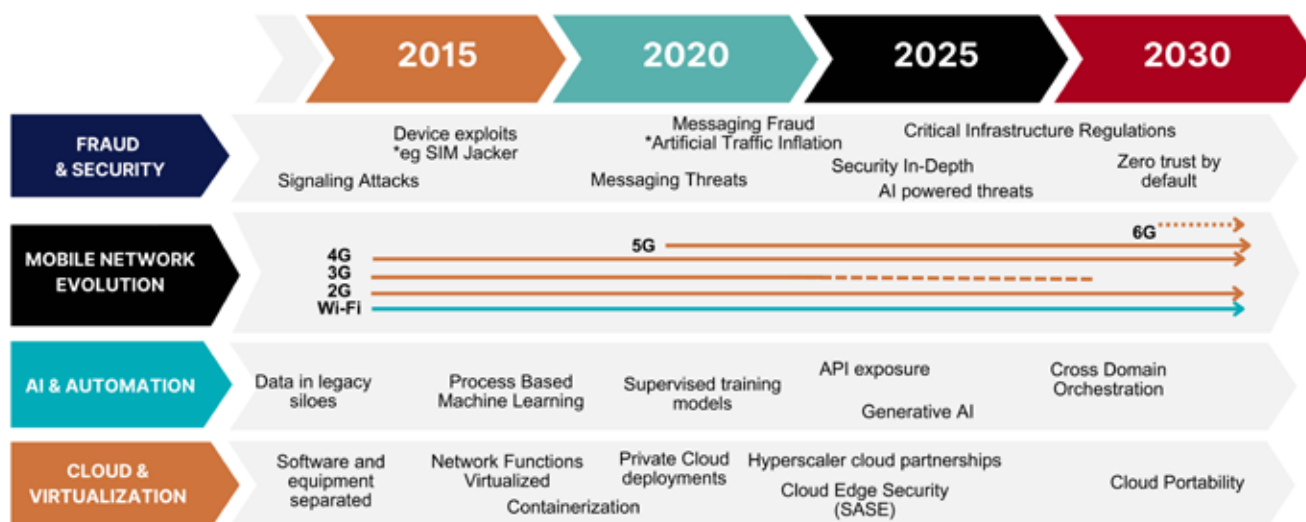 2015
2020
2025
2030
FRAUD
& SECURITY
Device exploits
*eg SIM Jacker
Signaling Attacks
Messaging Fraud
*Artificial Traffic Inflation
Messaging Threats
Critical Infrastructure Regulations
Security In-Depth
AI powered threats
Zero trust by
default
MOBILE NETWORK
EVOLUTION
6G
5G
4G
3G
2G
Wi-Fi
AI & AUTOMATION
Data in legacy
siloes
Process Based
Machine Learning
Supervised training
models
API exposure
Generative AI
Cross Domain
Orchestration
CLOUD &
VIRTUALIZATION
Software and
equipment
separated
Network Functions
Virtualized
Containerization
Private Cloud
deployments
Hyperscaler cloud partnerships
Cloud Edge Security
(SASE)
Cloud Portability